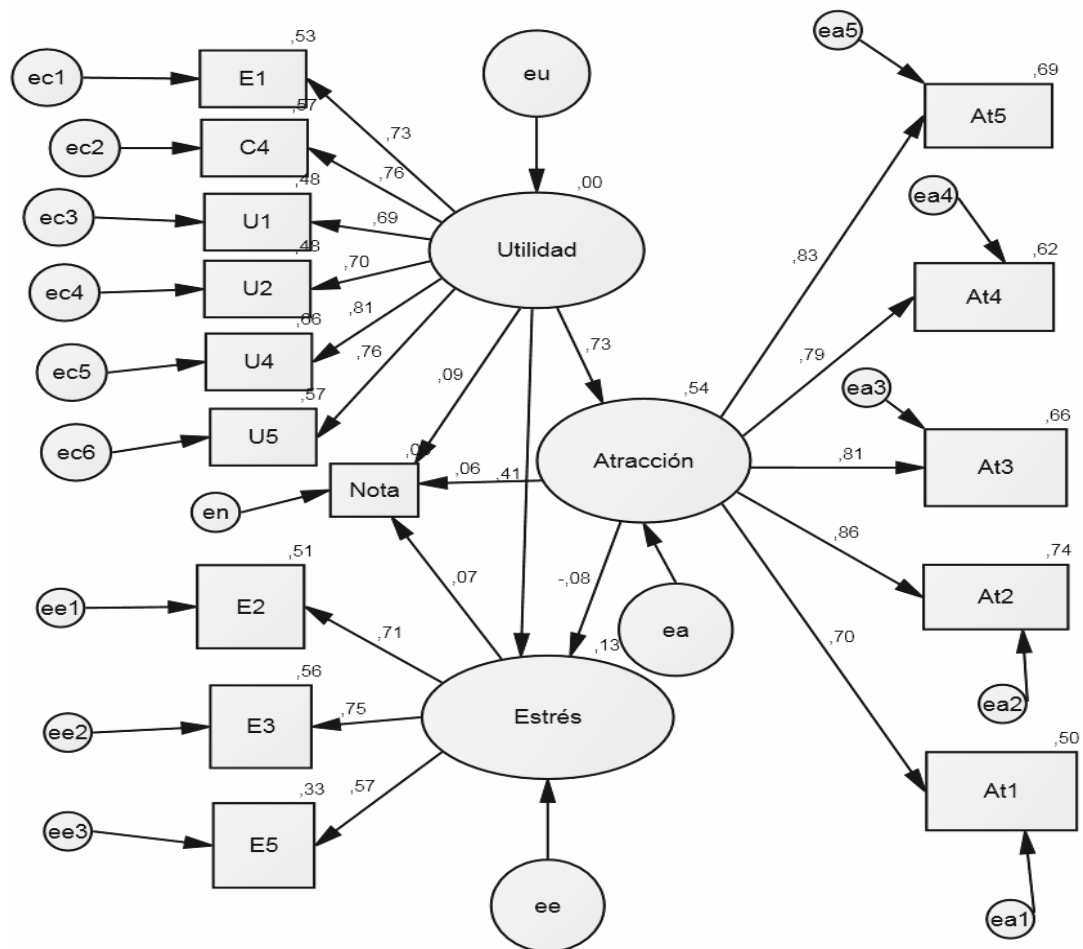 ea5
,53
ec1
E1
eu
,69
At5
,57
,73
ec2
C4
,76
ea4
,48
,00
ec3
U1
,69
Utilidad
,62
,48
,83
At4
ec4
U2
,70
,81
,66
,73
,79
ec5
U4
,76
,09
ea3
,57
,54
,66
ec6
U5
Atracción
,81
At3
,06
,41
Nota
en
,86
,74
,51
-,08
ee1
E2
,07
At2
,71
ea
,70
,13
,56
ee2
E3
,75
Estrés
ea2
,50
,33
,57
At1
ee3
E5
ee
ea1